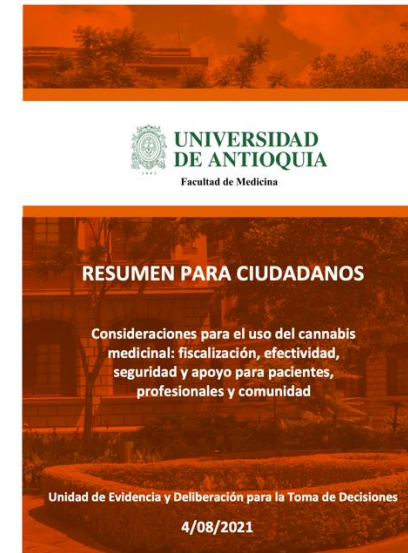 UNIVERSIDAD
DE ANTIOQUIA
1803
Facultad de Medicina
RESUMEN PARA CIUDADANOS
Consideraciones para el uso del cannabis
medicinal: fiscalización, efectividad,
seguridad y apoyo para pacientes,
profesionales y comunidad
Unidad de Evidencia y Deliberación para la Toma de Decisiones
4/08/2021